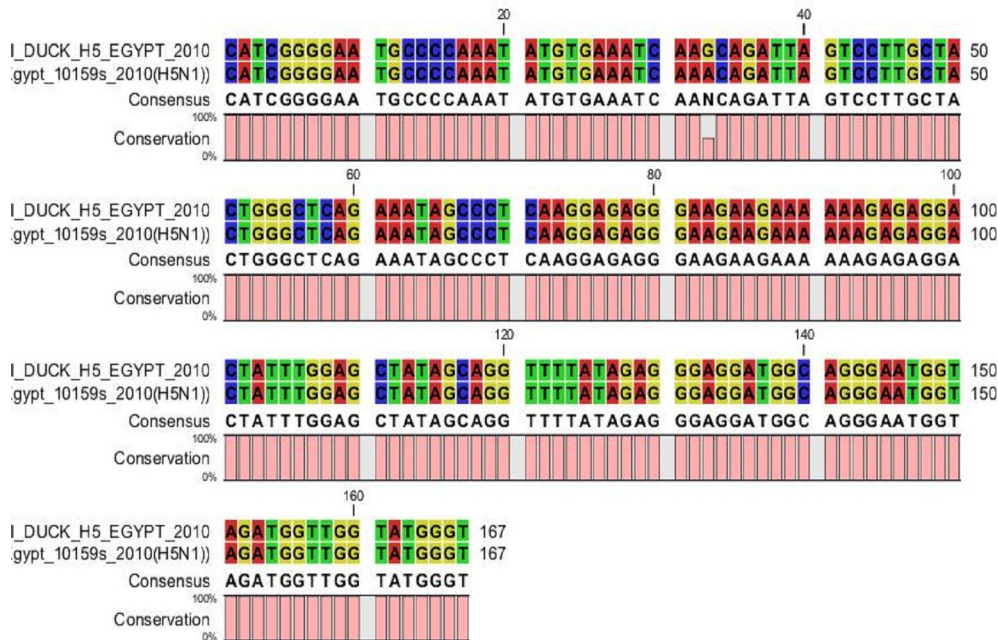 20 40
I_DUCK_H5_EGYPT_2010 CATCGGGGAA TGCCCCAAAT ATGTGAAATC AAGCAGATTA GTCCTTGCTA 50
:gypt_10159s_2010(H5N1)) CATCGGGGAA TGCCCCAAAT ATGTGAAATC AAACAGATTA GTCCTTGCTA 50
Consensus CATCGGGGAA TGCCCCAAAT ATGTGAAATC AANCAGATTA GTCCTTGCTA
100%
Conservation
0%
60 80 100
I_DUCK_H5_EGYPT_2010 CTGGGCTCAG AAATAGCCCT CAAGGAGAGG GAAGAAGAAA AAAGAGAGGA 100
:gypt_10159s_2010(H5N1)) CTGGGCTCAG AAATAGCCCT CAAGGAGAGG GAAGAAGAAA AAAGAGAGGA 100
Consensus CTGGGCTCAG AAATAGCCCT CAAGGAGAGG GAAGAAGAAA AAAGAGAGGA
100%
Conservation
0%
120 140
I_DUCK_H5_EGYPT_2010 CTATTTGGAG CTATAGCAGG TTTTATAGAG GGAGGATGGC AGGGAATGGT 150
:gypt_10159s_2010(H5N1)) CTATTTGGAG CTATAGCAGG TTTTATAGAG GGAGGATGGC AGGGAATGGT 150
Consensus CTATTTGGAG CTATAGCAGG TTTTATAGAG GGAGGATGGC AGGGAATGGT
100%
Conservation
0%
160
I_DUCK_H5_EGYPT_2010 AGATGGTTGG TATGGGT 167
:gypt_10159s_2010(H5N1)) AGATGGTTGG TATGGGT 167
Consensus AGATGGTTGG TATGGGT
100%
Conservation
0%